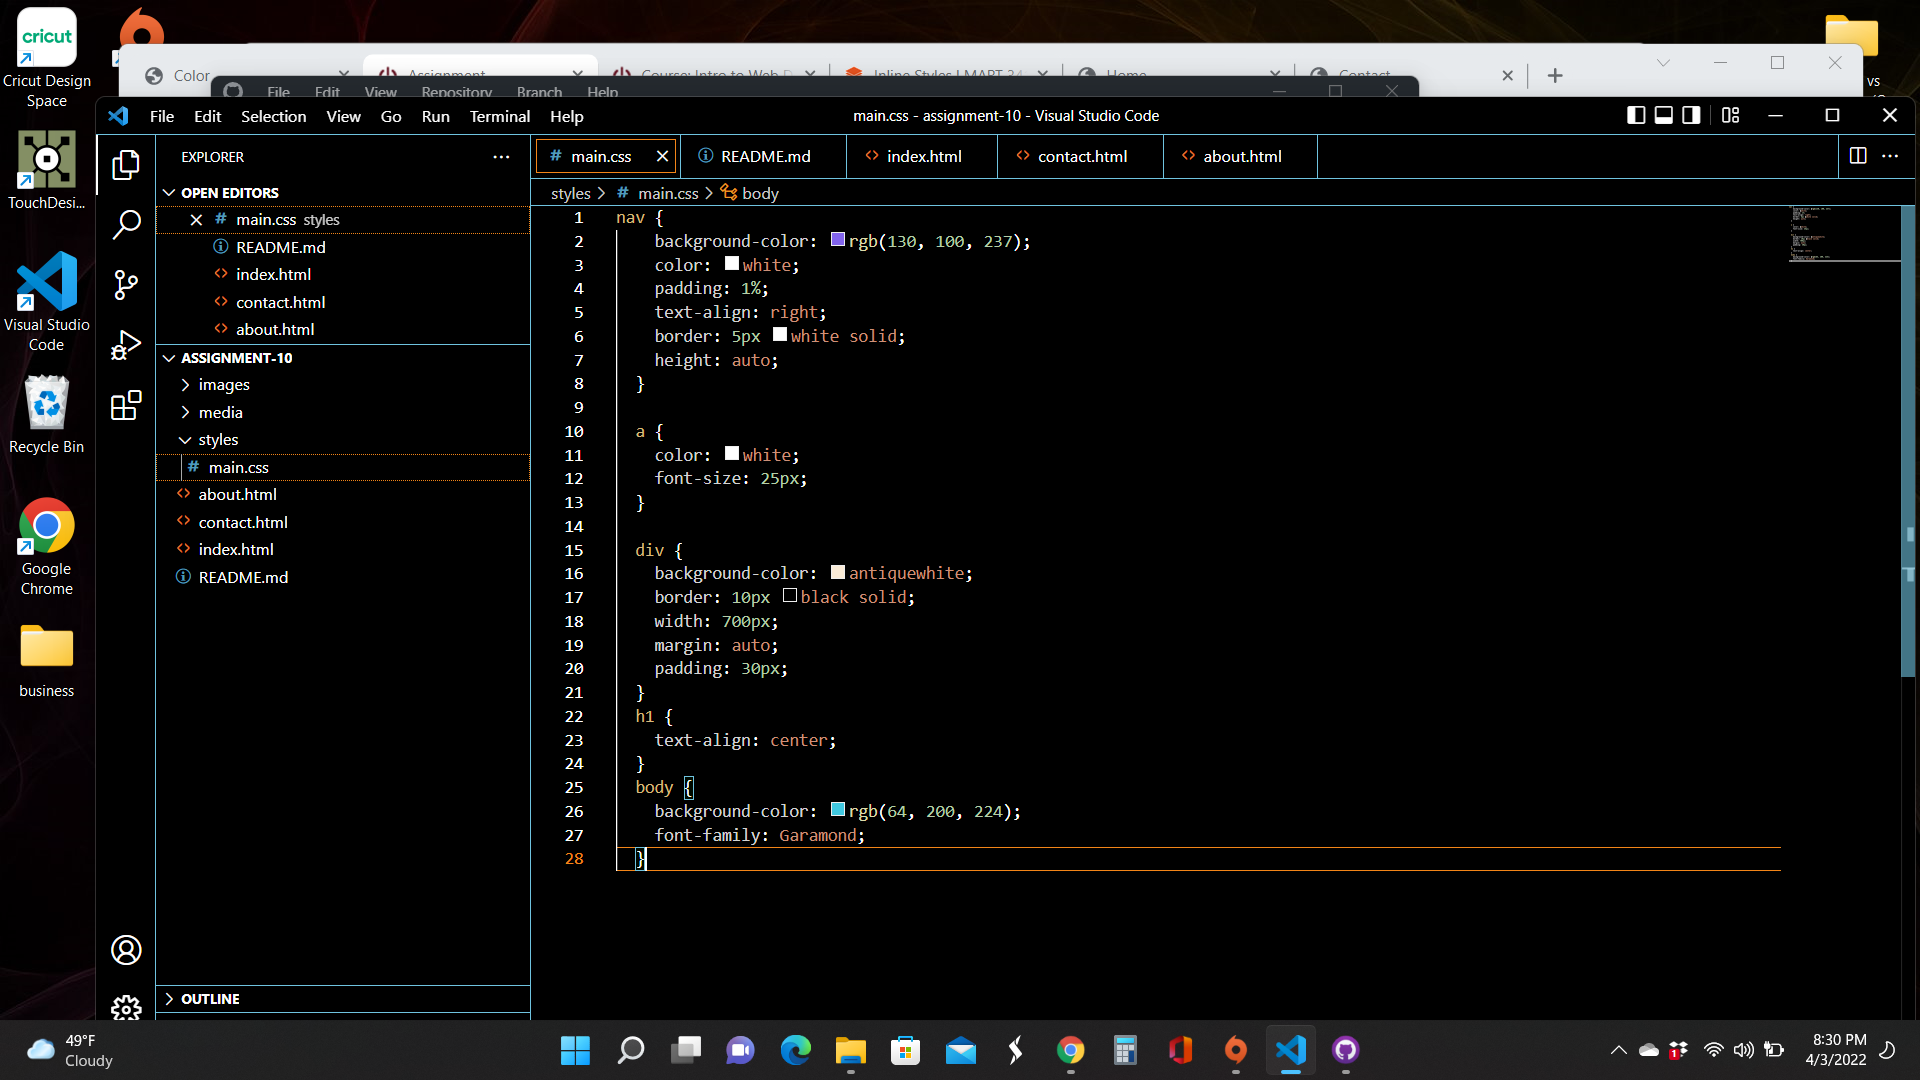 cricut
Cricut Design
Space
TouchDesi...
Visual Studio
Code
Recycle Bin
Google
Chrome
business
vs
Color
Assignment
Course: Intro to Web D
Inline Styles | MART 34
Home
Contact
File Edit View Repository Branch Help
File Edit Selection View Go Run Terminal Help
main.css - assignment-10 - Visual Studio Code
EXPLORER
OPEN EDITORS
# main.css styles
README.md
index.html
contact.html
about.html
ASSIGNMENT-10
images
media
styles
# main.css
about.html
contact.html
index.html
README.md
OUTLINE
# main.css
README.md
index.html
contact.html
about.html
styles > # main.css > body
1 nav {
2 background-color: rgb(130, 100, 237);
3 color: white;
4 padding: 1%;
5 text-align: right;
6 border: 5px white solid;
7 height: auto;
8 }
9
10 a {
11 color: white;
12 font-size: 25px;
13 }
14
15 div {
16 background-color: antiquewhite;
17 border: 10px black solid;
18 width: 700px;
19 margin: auto;
20 padding: 30px;
21 }
22 h1 {
23 text-align: center;
24 }
25 body {
26 background-color: rgb(64, 200, 224);
27 font-family: Garamond;
28 }
49°F
Cloudy
1
8:30 PM
4/3/2022